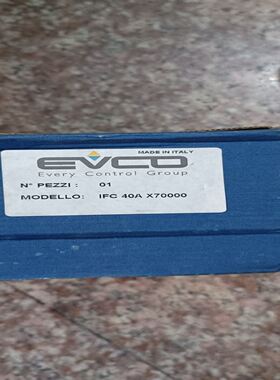 MADE IN ITALY
EVCO
Every Control Group
N° PEZZI : 01
MODELLO: IFC 40A X70000